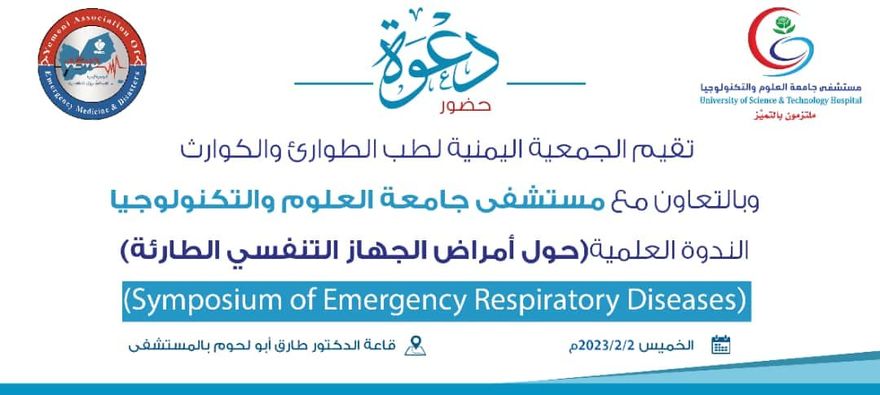 Yemeni Association Of
Emergency Medicine & Disasters
دعوة
حضور
مستشفى جامعة العلوم والتكنولوجيا
University of Science & Technology Hospital
ملتزمون بالتميّز
تقيم الجمعية اليمنية لطب الطوارئ والكوارث
وبالتعاون مع مستشفى جامعة العلوم والتكنولوجيا
الندوة العلمية(حول أمراض الجهاز التنفسي الطارئة)
(Symposium of Emergency Respiratory Diseases)
الخميس 2023/2/2م
قاعة الدكتور طارق أبو لحوم بالمستشفى